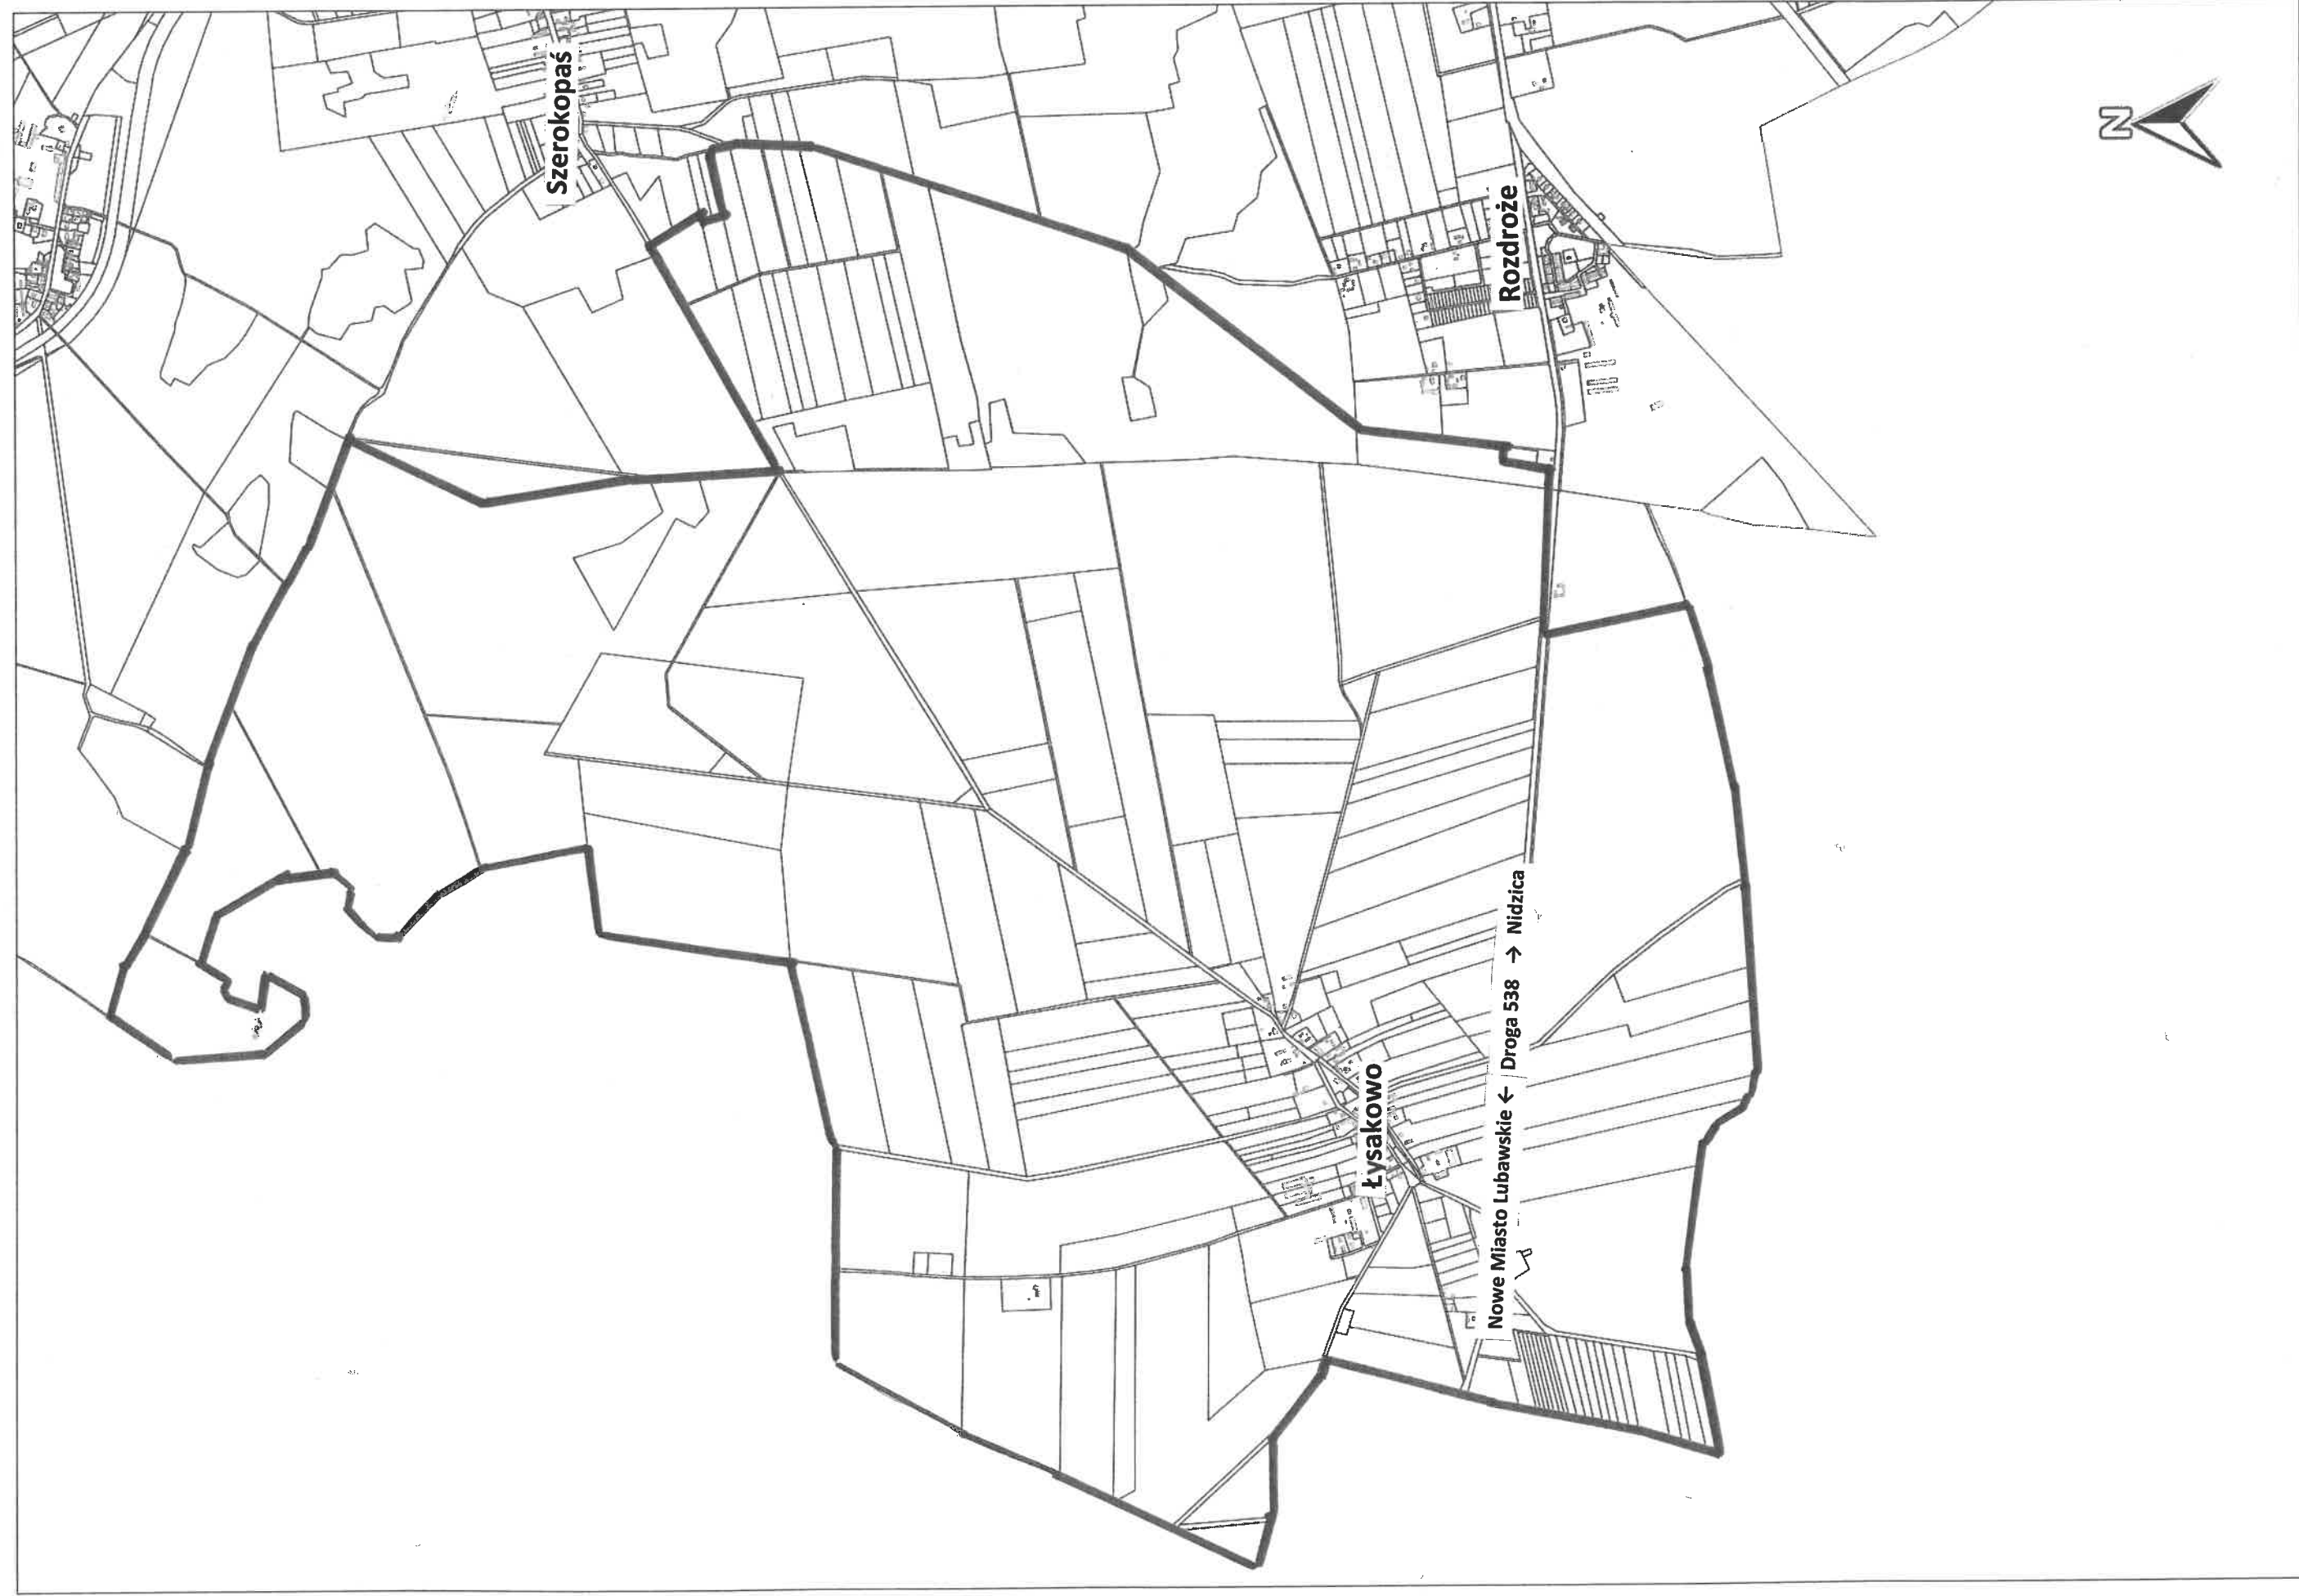 Szerokopaś
N
Rozdroże
Łysakowo
Nowe Miasto Lubawskie ← Droga 538 → Nidzica